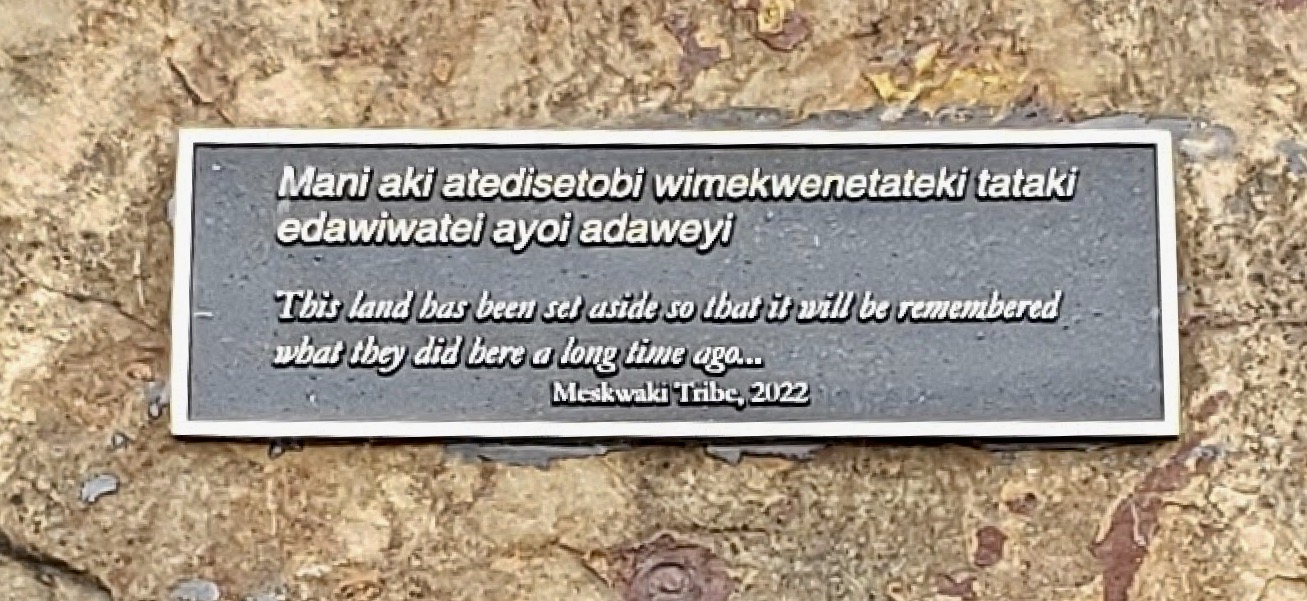 Mani aki atedisetobi wimekwenetateki tataki
edawiwatei ayoi adaweyi
This land has been set aside so that it will be remembered
what they did here a long time ago...
Meskwaki Tribe, 2022